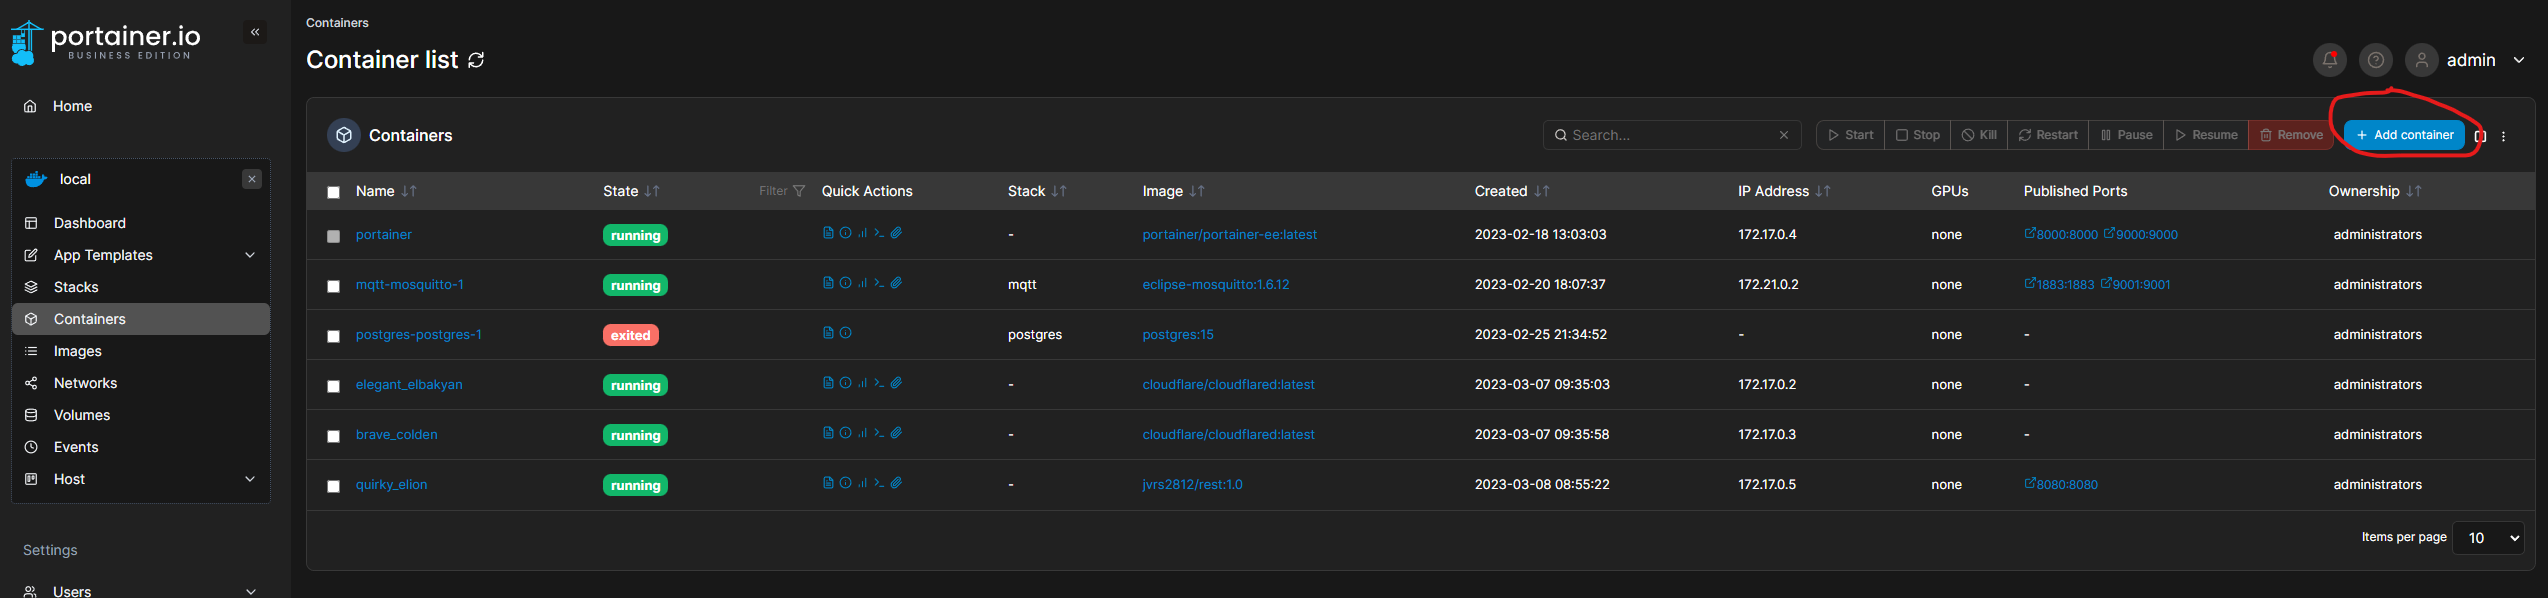 portainer.io
BUSINESS EDITION
«
Home
local
Dashboard
App Templates
Stacks
Containers
Images
Networks
Volumes
Events
Host
Settings
Users
Containers
Container list
admin
Containers
Search...
Start Stop Kill Restart Pause Resume Remove + Add container
Name State Filter Quick Actions Stack Image Created IP Address GPUs Published Ports Ownership
portainer running - portainer/portainer-ee:latest 2023-02-18 13:03:03 172.17.0.4 none 8000:8000 9000:9000 administrators
mqtt-mosquitto-1 running mqtt eclipse-mosquitto:1.6.12 2023-02-20 18:07:37 172.21.0.2 none 1883:1883 9001:9001 administrators
postgres-postgres-1 exited postgres postgres:15 2023-02-25 21:34:52 - none - administrators
elegant_elbakyan running - cloudflare/cloudflared:latest 2023-03-07 09:35:03 172.17.0.2 none - administrators
brave_colden running - cloudflare/cloudflared:latest 2023-03-07 09:35:58 172.17.0.3 none - administrators
quirky_elion running - jvrs2812/rest:1.0 2023-03-08 08:55:22 172.17.0.5 none 8080:8080 administrators
Items per page 10